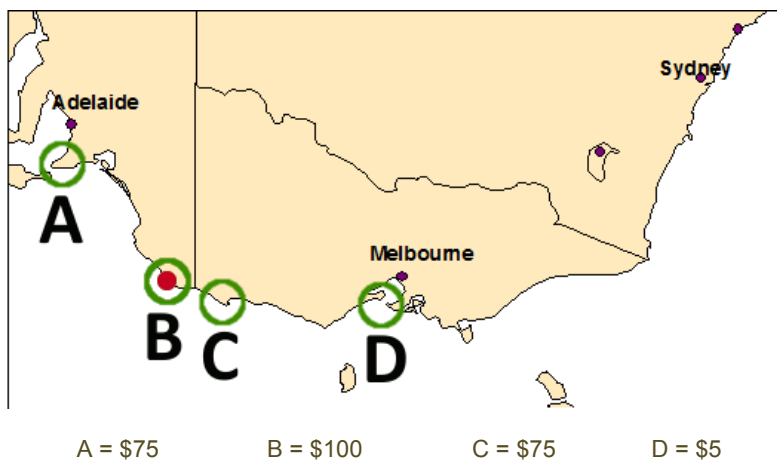 Sydney
Adelaide
A
Melbourne
B
C
D
A = $75 B = $100 C = $75 D = $5